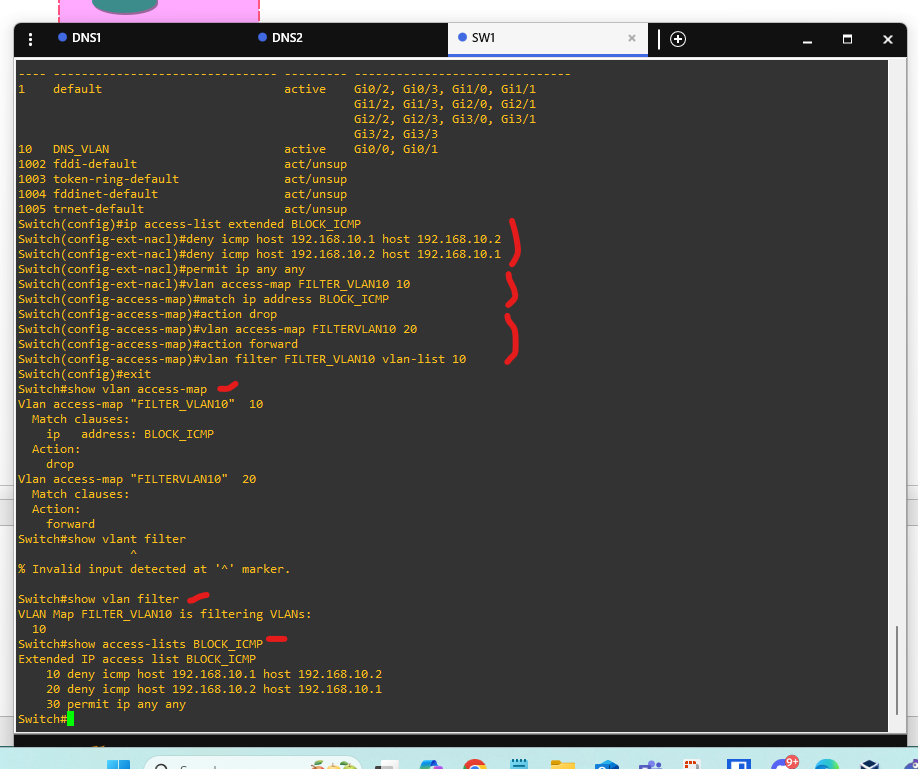 DNS1
DNS2
SW1
---- -------------------------------- --------- -------------------------------
1    default                          active    Gi0/2, Gi0/3, Gi1/0, Gi1/1
                                                Gi1/2, Gi1/3, Gi2/0, Gi2/1
                                                Gi2/2, Gi2/3, Gi3/0, Gi3/1
                                                Gi3/2, Gi3/3
10   DNS_VLAN                         active    Gi0/0, Gi0/1
1002 fddi-default                     act/unsup
1003 token-ring-default               act/unsup
1004 fddinet-default                  act/unsup
1005 trnet-default                    act/unsup
Switch(config)#ip access-list extended BLOCK_ICMP
Switch(config-ext-nacl)#deny icmp host 192.168.10.1 host 192.168.10.2
Switch(config-ext-nacl)#deny icmp host 192.168.10.2 host 192.168.10.1
Switch(config-ext-nacl)#permit ip any any
Switch(config-ext-nacl)#vlan access-map FILTER_VLAN10 10
Switch(config-access-map)#match ip address BLOCK_ICMP
Switch(config-access-map)#action drop
Switch(config-access-map)#vlan access-map FILTERVLAN10 20
Switch(config-access-map)#action forward
Switch(config-access-map)#vlan filter FILTER_VLAN10 vlan-list 10
Switch(config)#exit
Switch#show vlan access-map
Vlan access-map "FILTER_VLAN10"  10
  Match clauses:
    ip   address: BLOCK_ICMP
  Action:
    drop
Vlan access-map "FILTERVLAN10"  20
  Match clauses:
  Action:
    forward
Switch#show vlant filter
                ^
% Invalid input detected at '^' marker.
Switch#show vlan filter
VLAN Map FILTER_VLAN10 is filtering VLANs:
  10
Switch#show access-lists BLOCK_ICMP
Extended IP access list BLOCK_ICMP
    10 deny icmp host 192.168.10.1 host 192.168.10.2
    20 deny icmp host 192.168.10.2 host 192.168.10.1
    30 permit ip any any
Switch#
9+